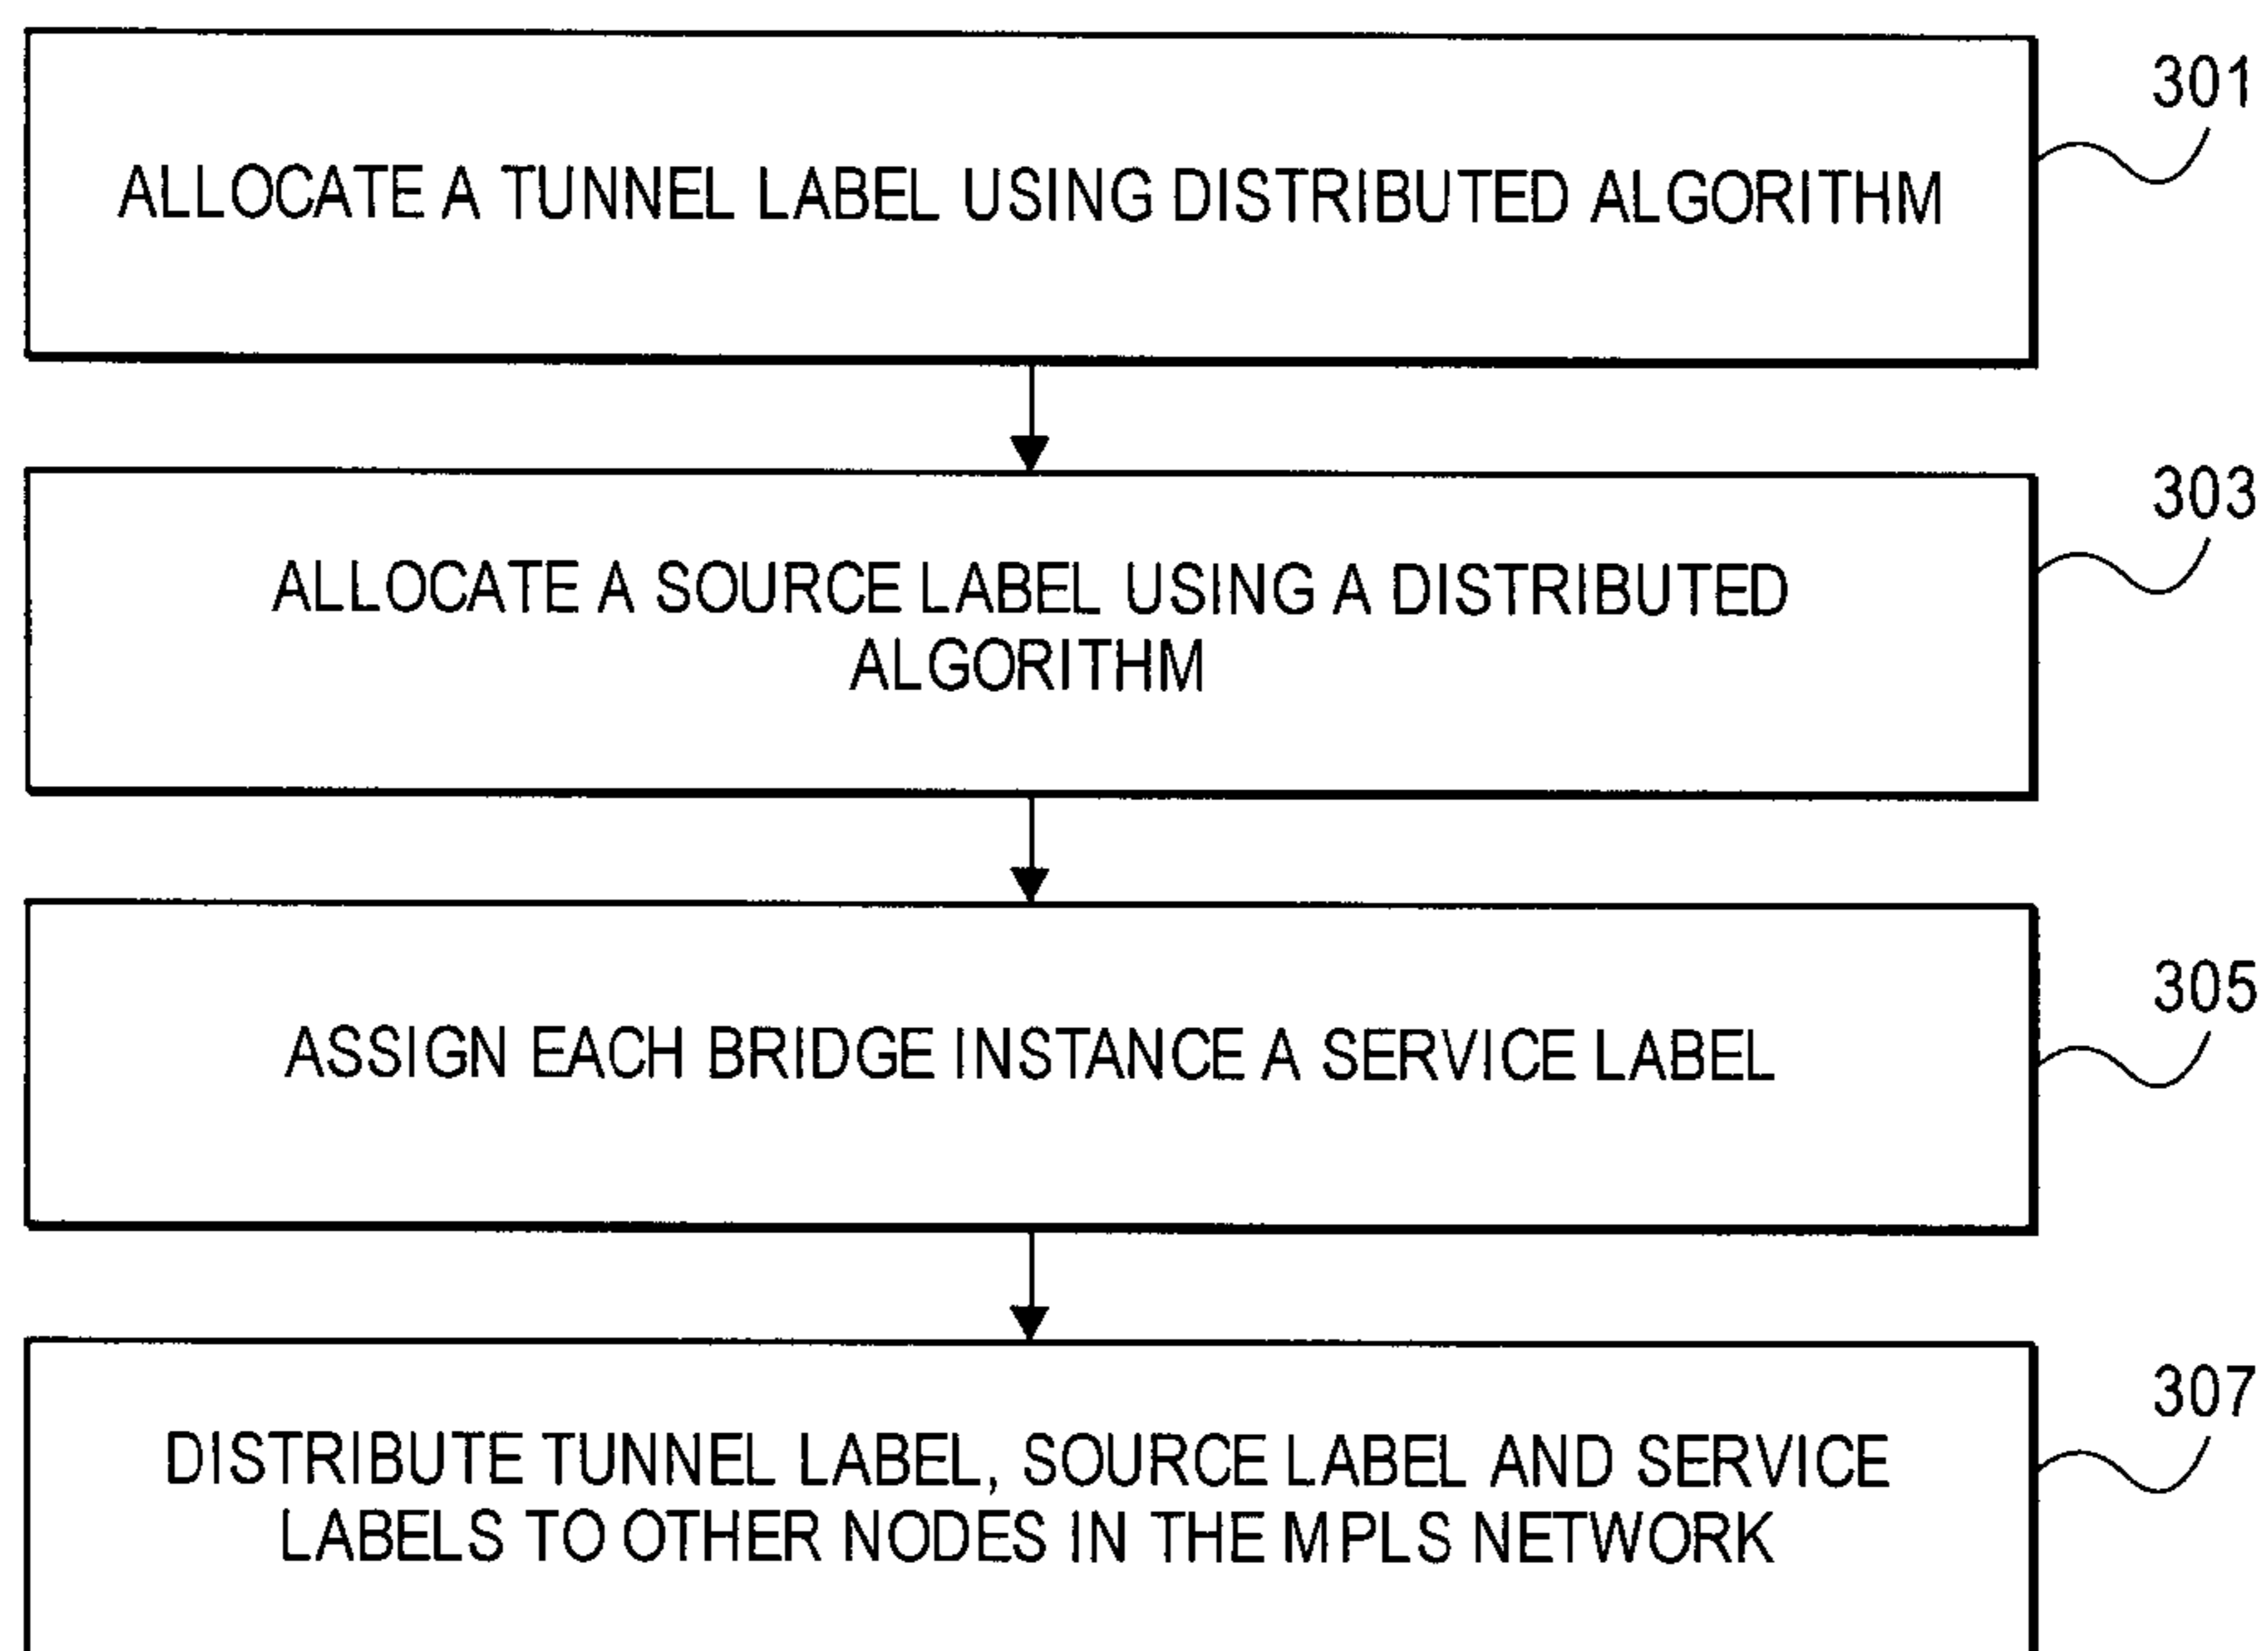 301
ALLOCATE A TUNNEL LABEL USING DISTRIBUTED ALGORITHM
303
ALLOCATE A SOURCE LABEL USING A DISTRIBUTED
ALGORITHM
305
ASSIGN EACH BRIDGE INSTANCE A SERVICE LABEL
307
DISTRIBUTE TUNNEL LABEL, SOURCE LABEL AND SERVICE
LABELS TO OTHER NODES IN THE MPLS NETWORK